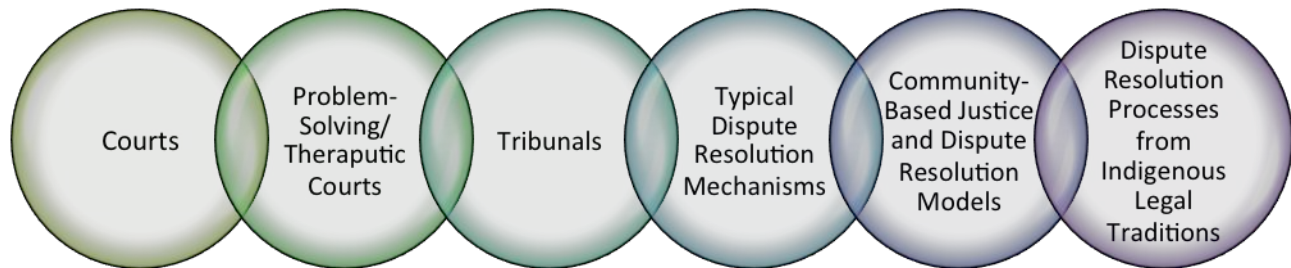 Courts
Problem-
Solving/
Theraputic
Courts
Tribunals
Typical
Dispute
Resolution
Mechanisms
Community-
Based Justice
and Dispute
Resolution
Models
Dispute
Resolution
Processes
from
Indigenous
Legal
Traditions